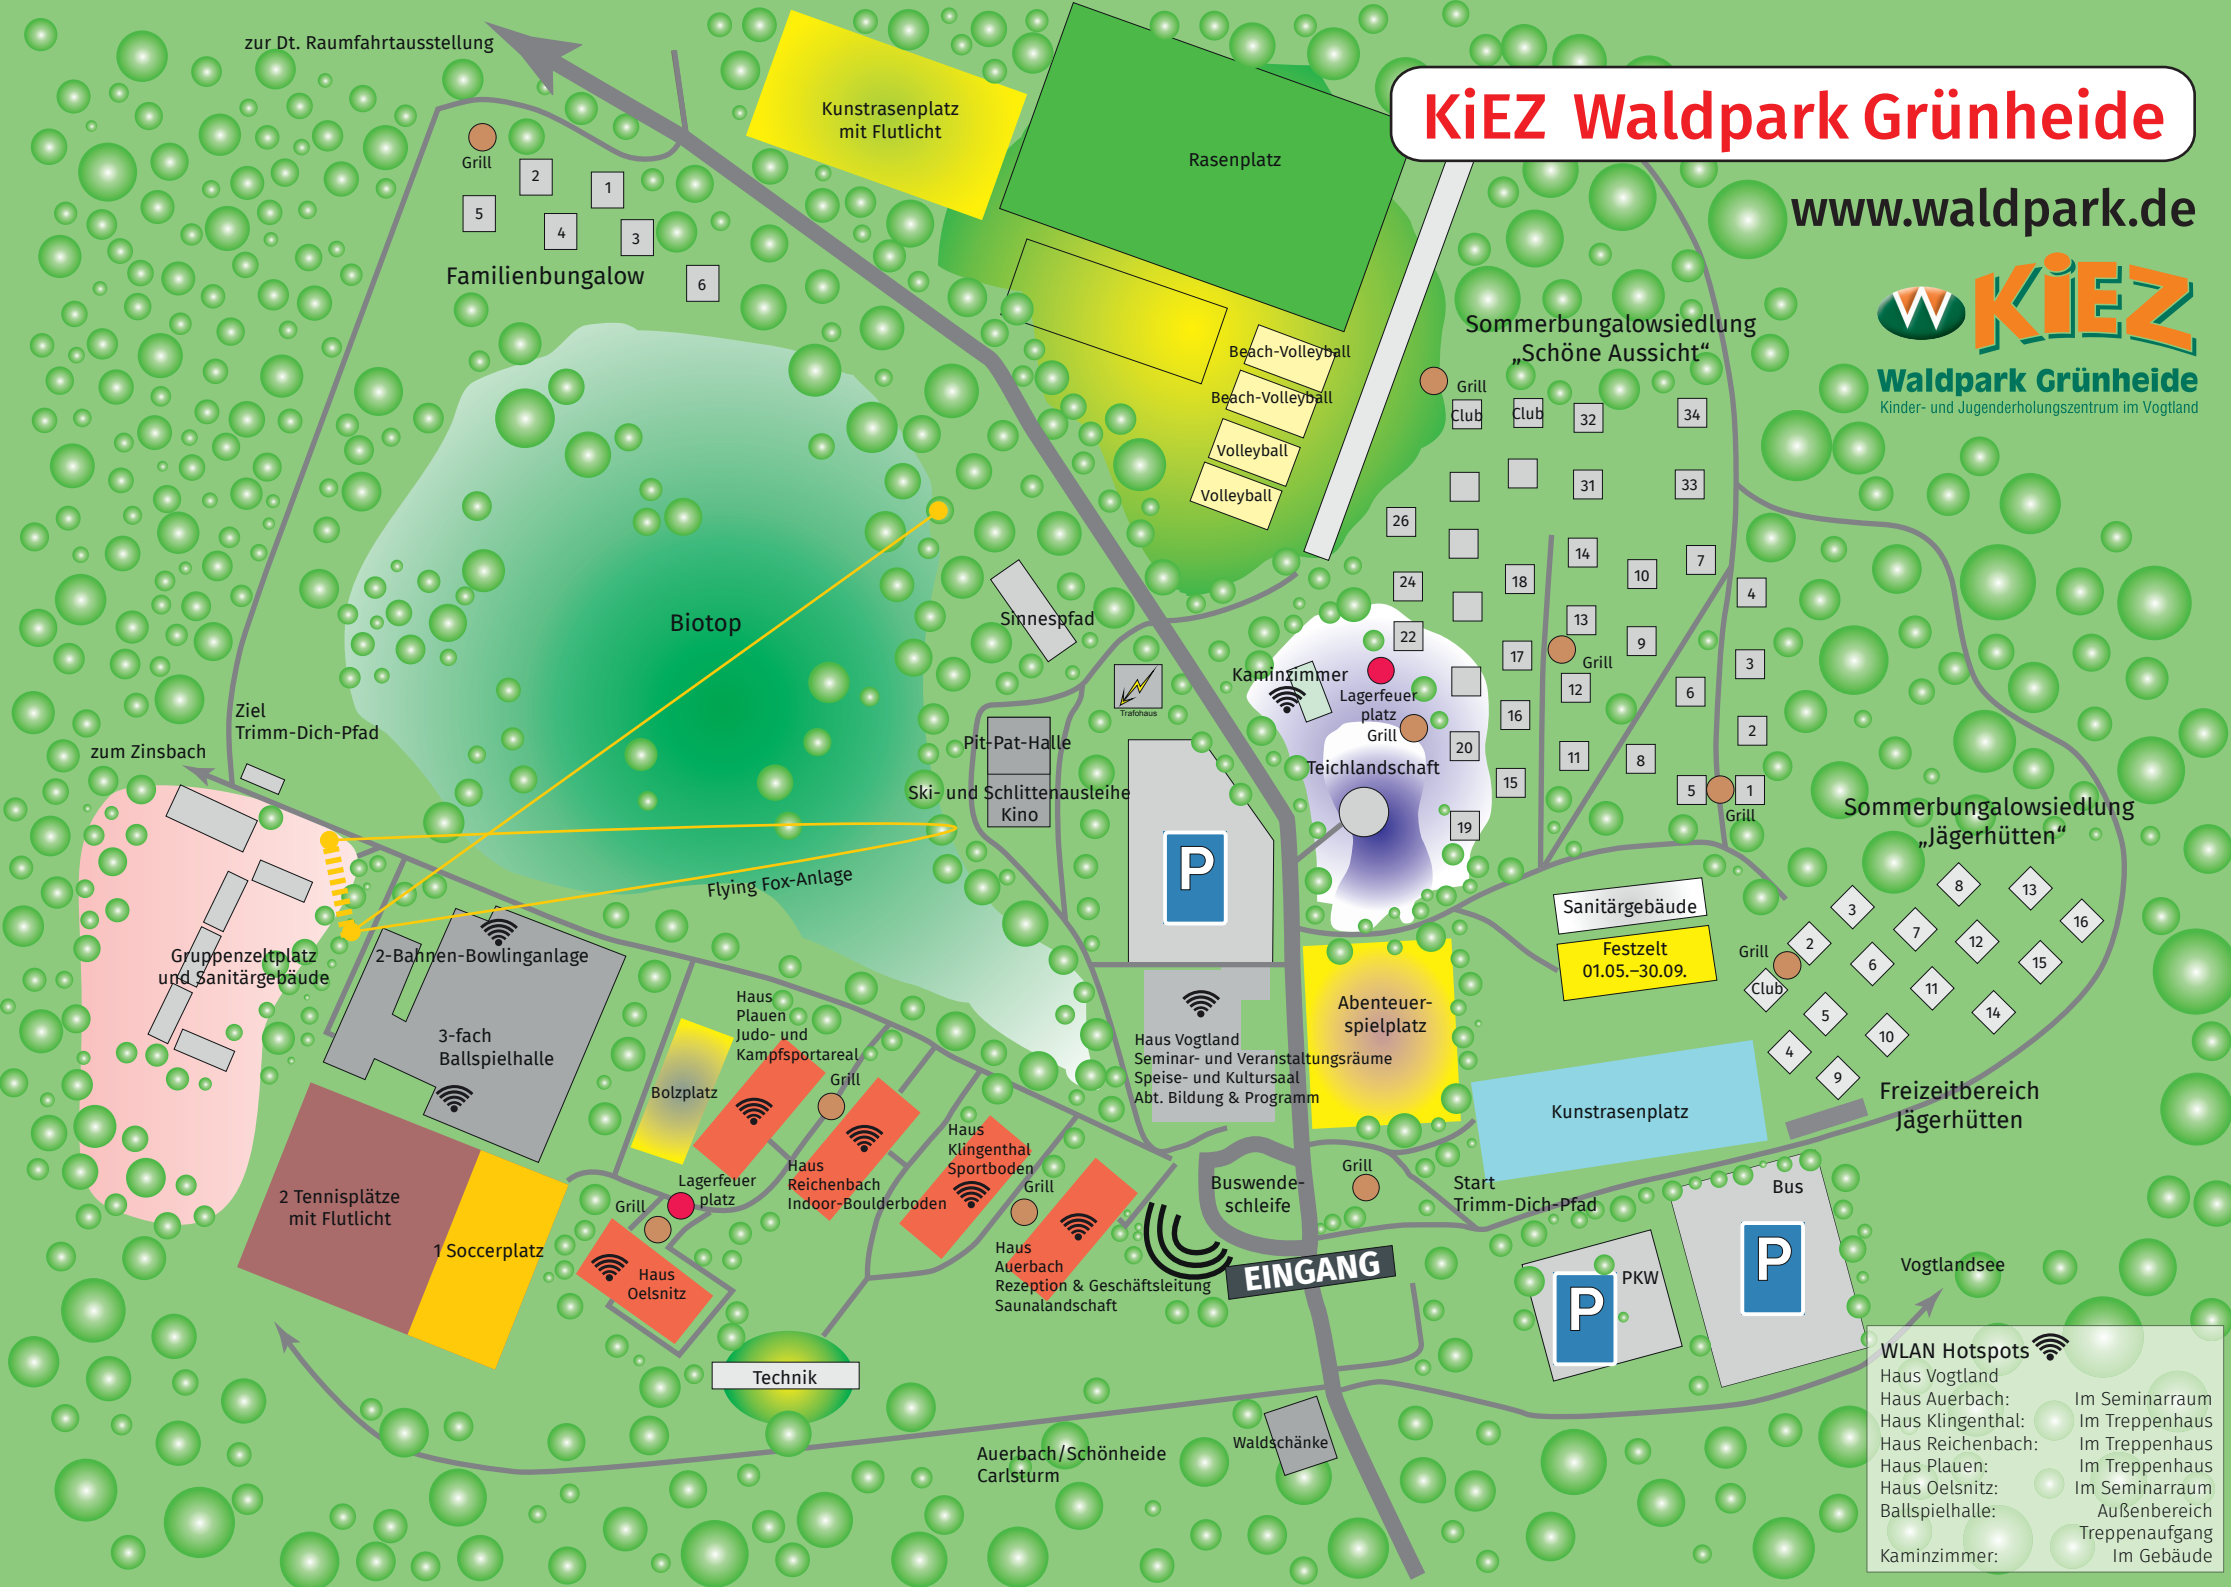 zur Dt. Raumfahrtausstellung
KiEZ Waldpark Grünheide
www.waldpark.de
W KiEZ
Waldpark Grünheide
Kinder- und Jugenderholungszentrum im Vogtland
Kunstrasenplatz
mit Flutlicht
Rasenplatz
Grill
2
1
5
4
3
6
Familienbungalow
Beach-Volleyball
Beach-Volleyball
Volleyball
Volleyball
Sommerbungalowsiedlung
„Schöne Aussicht“
Grill
Club
Club
32
34
31
33
26
14
7
24
18
10
4
13
22
17
9
Grill
3
12
6
16
2
20
11
8
15
5
1
Grill
19
Biotop
Sinnespfad
Trafohaus
Kaminzimmer
Lagerfeuer
platz
Grill
Teichlandschaft
Pit-Pat-Halle
Ski- und Schlittenausleihe
Kino
P
Ziel
Trimm-Dich-Pfad
zum Zinsbach
Flying Fox-Anlage
Gruppenzeltplatz
und Sanitärgebäude
2-Bahnen-Bowlinganlage
3-fach
Ballspielhalle
Sommerbungalowsiedlung
„Jägerhütten“
8
13
3
16
2
7
12
Grill
6
15
Club
11
5
14
10
4
9
Sanitärgebäude
Festzelt
01.05.–30.09.
Abenteuer-
spielplatz
Haus Vogtland
Seminar- und Veranstaltungsräume
Speise- und Kultursaal
Abt. Bildung & Programm
Haus
Plauen
Judo- und
Kampfsportareal
Bolzplatz
Grill
Haus
Reichenbach
Indoor-Boulderboden
Haus
Klingenthal
Sportboden
Grill
Haus
Auerbach
Rezeption & Geschäftsleitung
Saunalandschaft
Lagerfeuer
platz
Grill
Haus
Oelsnitz
2 Tennisplätze
mit Flutlicht
1 Soccerplatz
Technik
Kunstrasenplatz
Freizeitbereich
Jägerhütten
Buswende-
schleife
Grill
Start
Trimm-Dich-Pfad
EINGANG
Bus
P
PKW
P
Vogtlandsee
Auerbach/Schönheide
Carlsturm
Waldschänke
WLAN Hotspots
Haus Vogtland
Haus Auerbach: Im Seminarraum
Haus Klingenthal: Im Treppenhaus
Haus Reichenbach: Im Treppenhaus
Haus Plauen: Im Treppenhaus
Haus Oelsnitz: Im Seminarraum
Ballspielhalle: Außenbereich
Treppenaufgang
Kaminzimmer: Im Gebäude